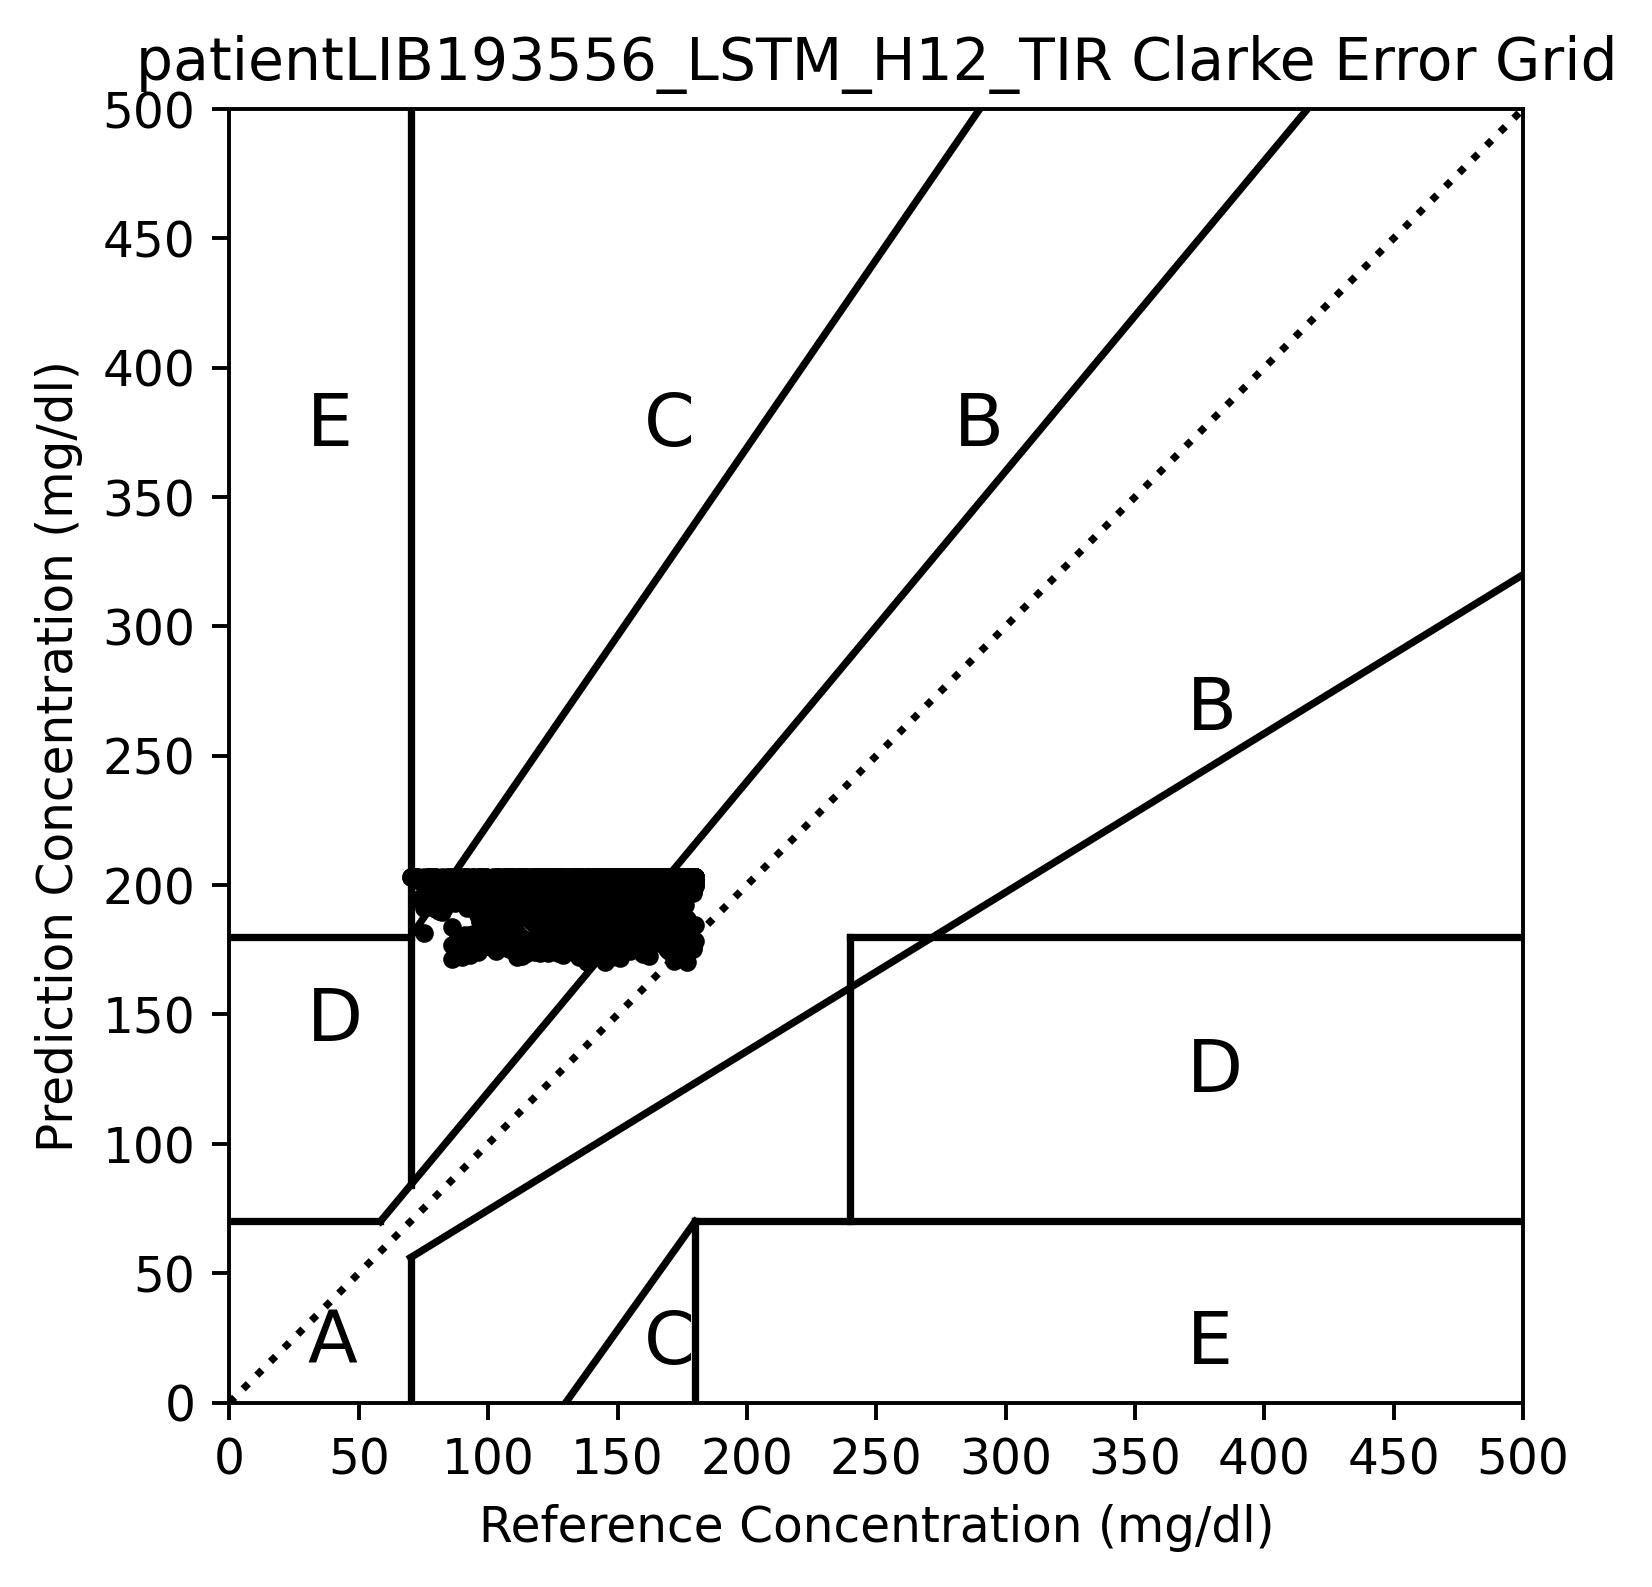 patientLIB193556_LSTM_H12_TIR Clarke Error Grid
500
450
400
350
300
250
200
150
100
50
0
Prediction Concentration (mg/dl)
E
C
B
B
D
D
A
C
E
0 50 100 150 200 250 300 350 400 450 500
Reference Concentration (mg/dl)